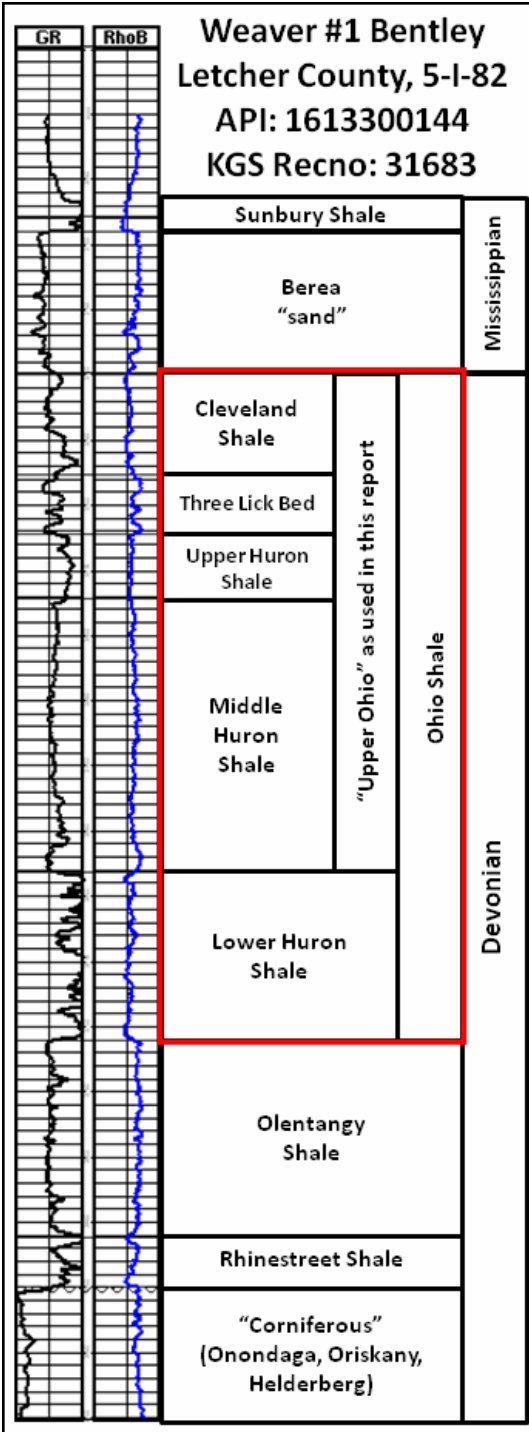 GR
RhoB
Weaver #1 Bentley
Letcher County, 5-I-82
API: 1613300144
KGS Recno: 31683
Sunbury Shale
Berea
“sand”
Mississippian
Cleveland
Shale
Three Lick Bed
Upper Huron
Shale
Middle
Huron
Shale
“Upper Ohio” as used in this report
Ohio Shale
Lower Huron
Shale
Devonian
Olentangy
Shale
Rhinestreet Shale
“Corniferous”
(Onondaga, Oriskany,
Helderberg)